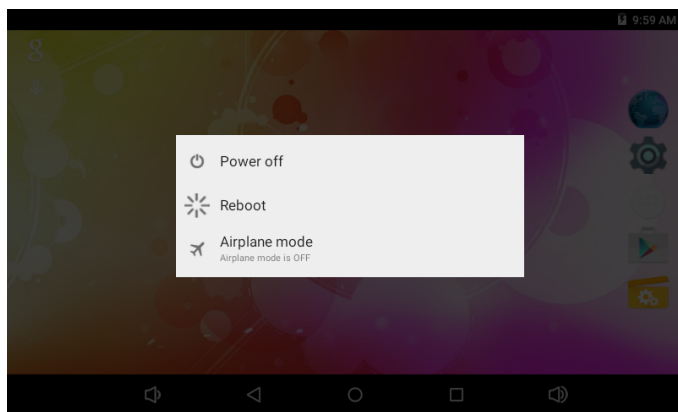 9:59 AM
Power off
Reboot
Airplane mode
Airplane mode is OFF